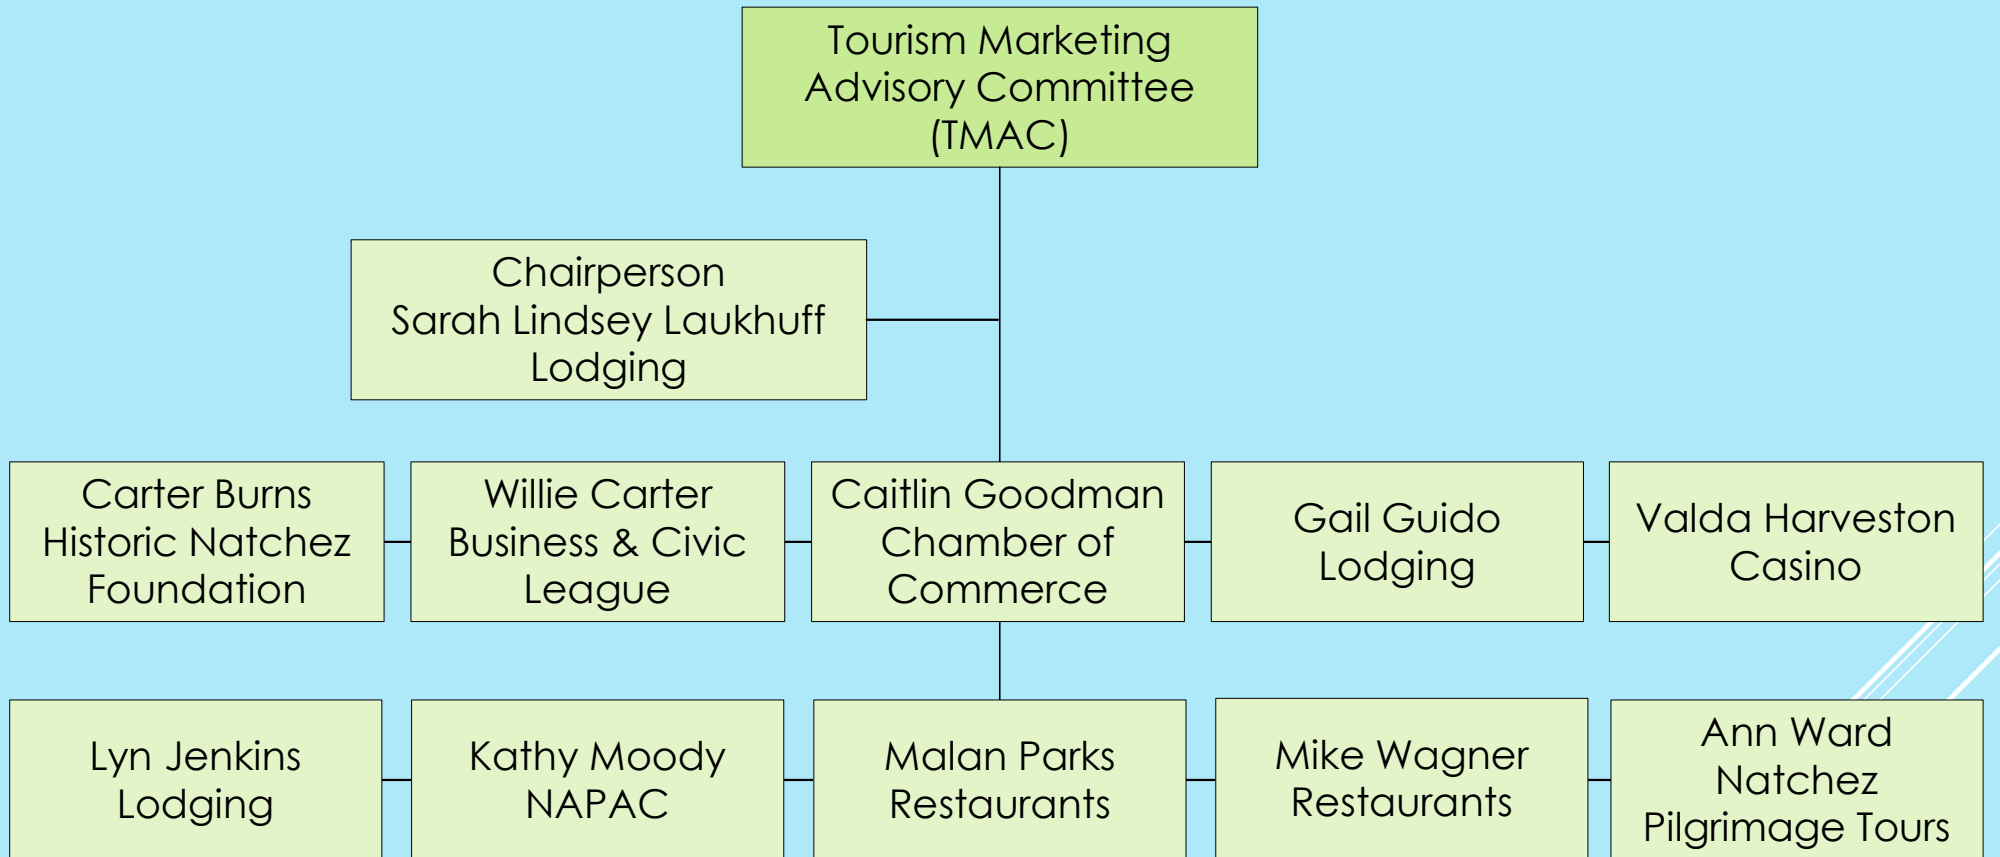 Tourism Marketing
Advisory Committee
(TMAC)
Chairperson
Sarah Lindsey Laukhuff
Lodging
Carter Burns
Historic Natchez
Foundation
Willie Carter
Business & Civic
League
Caitlin Goodman
Chamber of
Commerce
Gail Guido
Lodging
Valda Harveston
Casino
Lyn Jenkins
Lodging
Kathy Moody
NAPAC
Malan Parks
Restaurants
Mike Wagner
Restaurants
Ann Ward
Natchez
Pilgrimage Tours